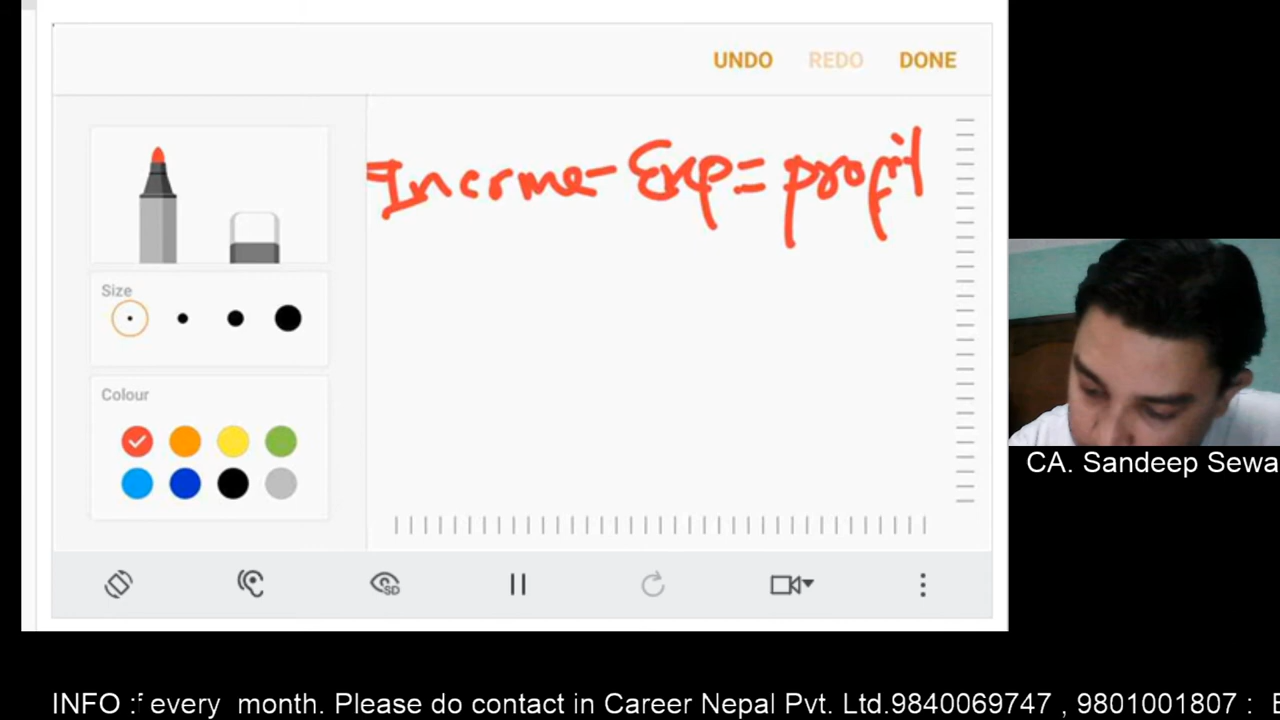 UNDO REDO DONE
Income - Exp = profit
Size
Colour
SD
CA. Sandeep Sewa
INFO : every month. Please do contact in Career Nepal Pvt. Ltd.9840069747 , 9801001807 :